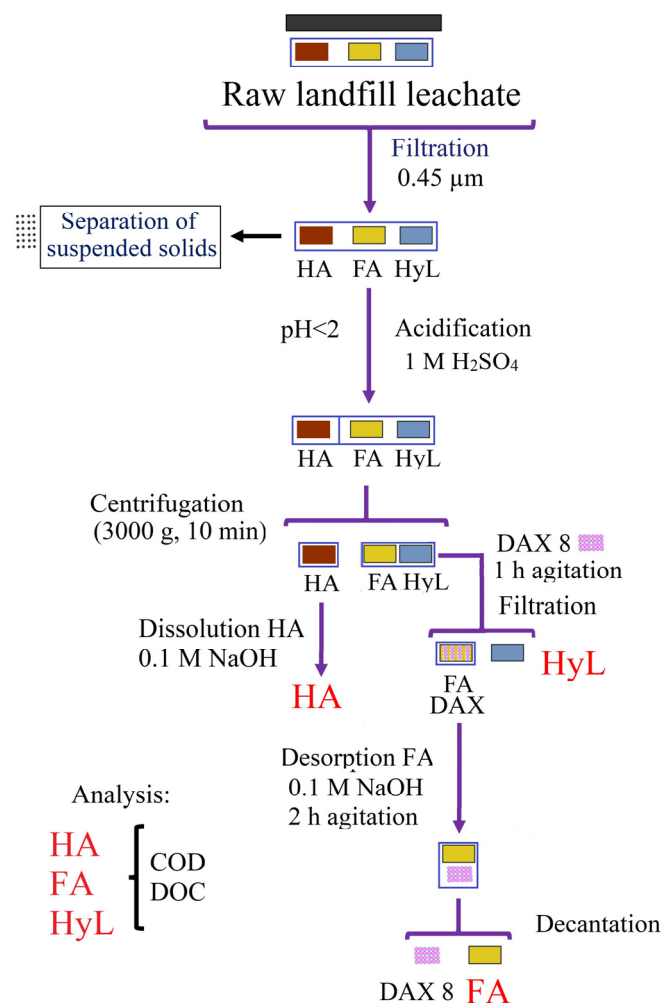 Raw landfill leachate
Filtration
0.45 µm
Separation of
suspended solids
HA FA HyL
pH<2
Acidification
1 M H₂SO₄
HA FA HyL
Centrifugation
(3000 g, 10 min)
HA
FA HyL
DAX 8
1 h agitation
Filtration
Dissolution HA
0.1 M NaOH
HA
FA
DAX
HyL
Desorption FA
0.1 M NaOH
2 h agitation
Analysis:
HA
FA
HyL
COD
DOC
Decantation
DAX 8 FA